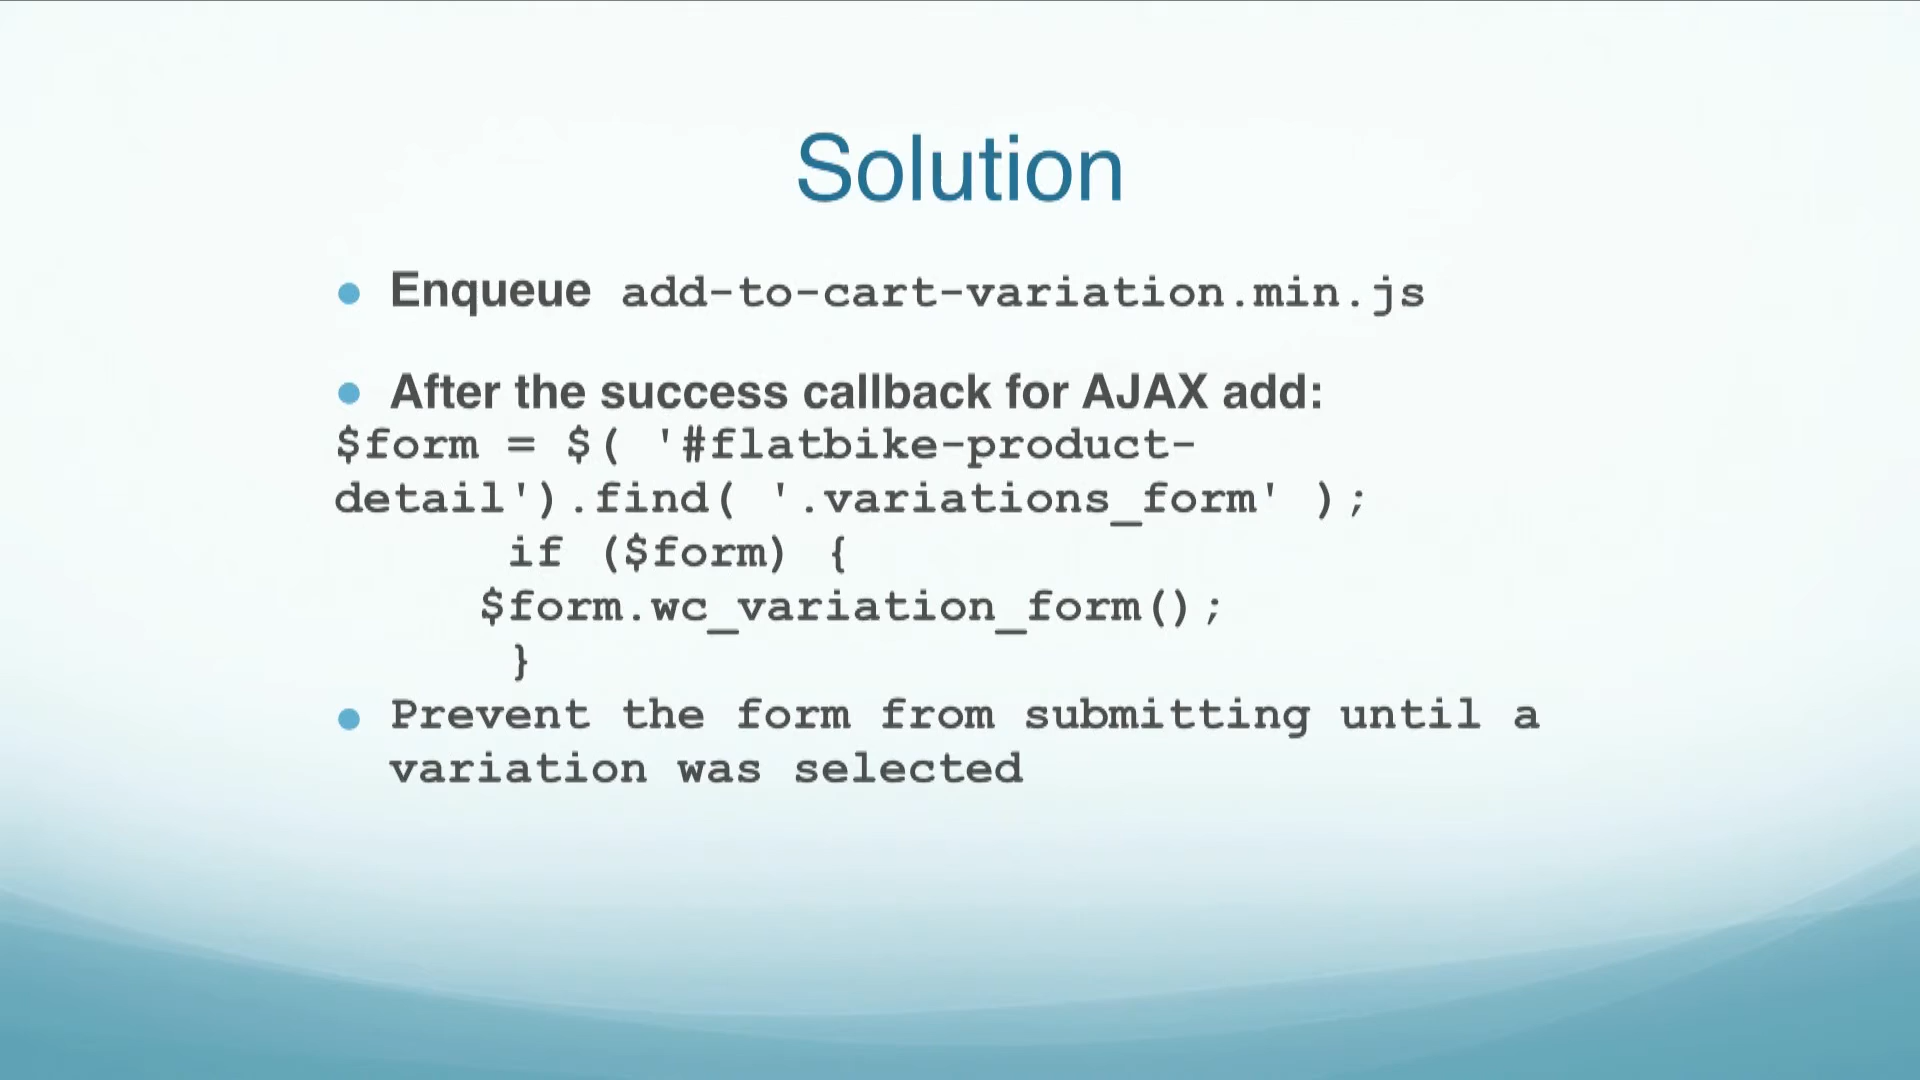 Solution
• Enqueue add-to-cart-variation.min.js
• After the success callback for AJAX add:
$form = $( '#flatbike-product-
detail').find( '.variations_form' );
if ($form) {
$form.wc_variation_form();
}
• Prevent the form from submitting until a
variation was selected